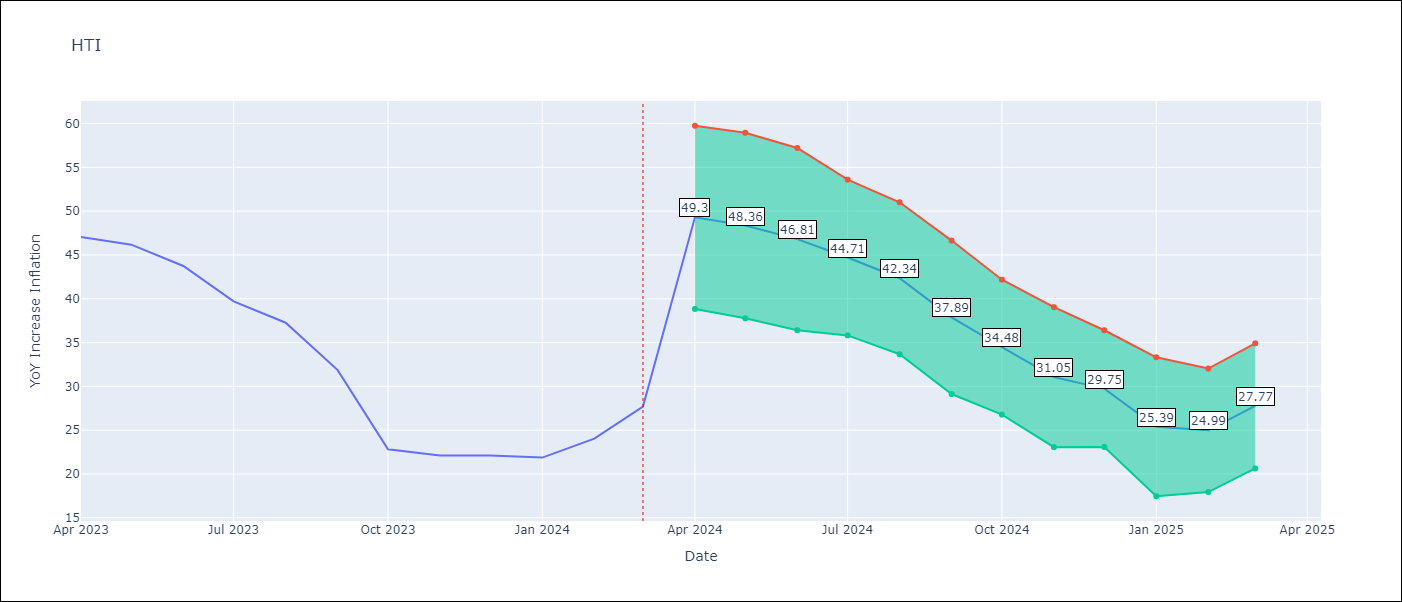 HTI
YoY Increase Inflation
60
55
50
45
40
35
30
25
20
15
49.3
48.36
46.81
44.71
42.34
37.89
34.48
31.05
29.75
25.39
24.99
27.77
Apr 2023
Jul 2023
Oct 2023
Jan 2024
Apr 2024
Jul 2024
Oct 2024
Jan 2025
Apr 2025
Date